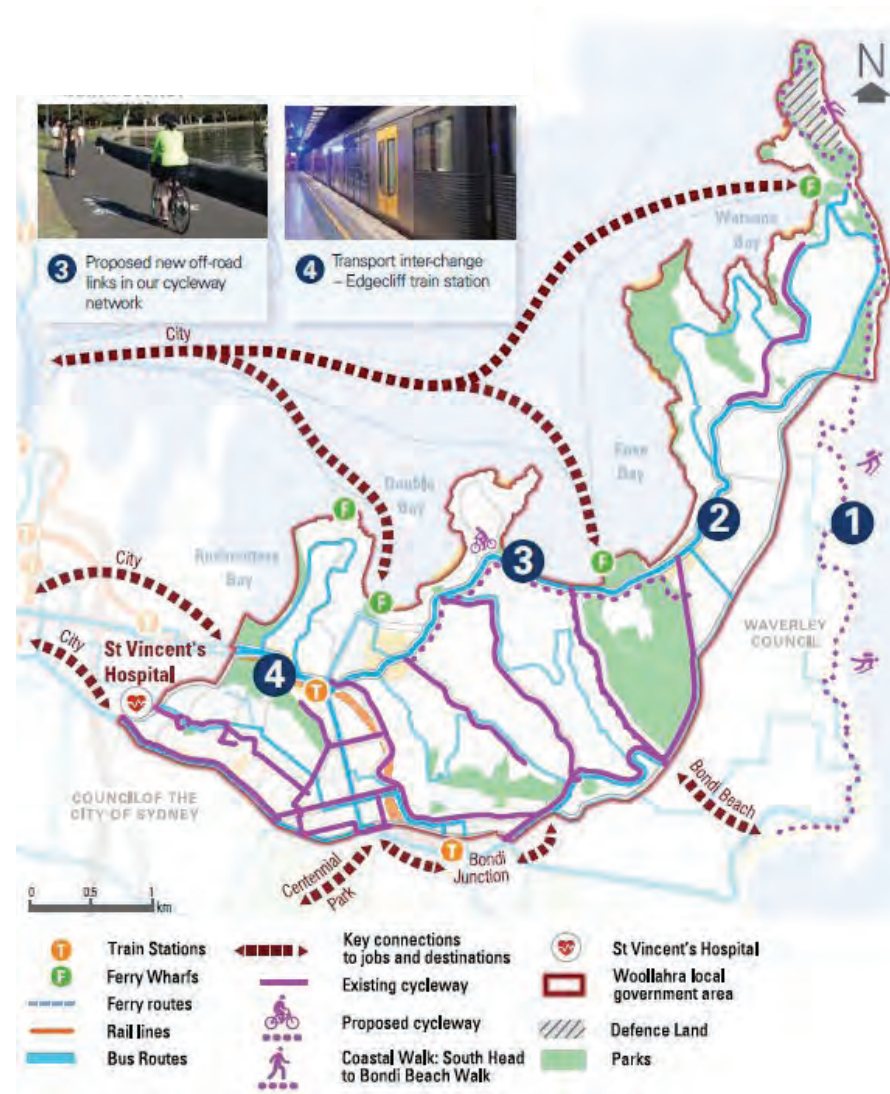 N
3
Proposed new off-road
links in our cycleway
network
4
Transport inter-change
– Edgecliff train station
Watsons
Bay
F
City
Rose
Bay
Double
Bay
F
Rushcutters
Bay
F
F
3
2
1
City
City
St Vincent's
Hospital
4
T
WAVERLEY
COUNCIL
COUNCIL OF THE
CITY OF SYDNEY
Bondi Beach
T
Bondi
Junction
Centennial
Park
0 0.5 1
km
T Train Stations
F Ferry Wharfs
Ferry routes
Rail lines
Bus Routes
Key connections
to jobs and destinations
Existing cycleway
Proposed cycleway
Coastal Walk: South Head
to Bondi Beach Walk
St Vincent's Hospital
Woollahra local
government area
Defence Land
Parks